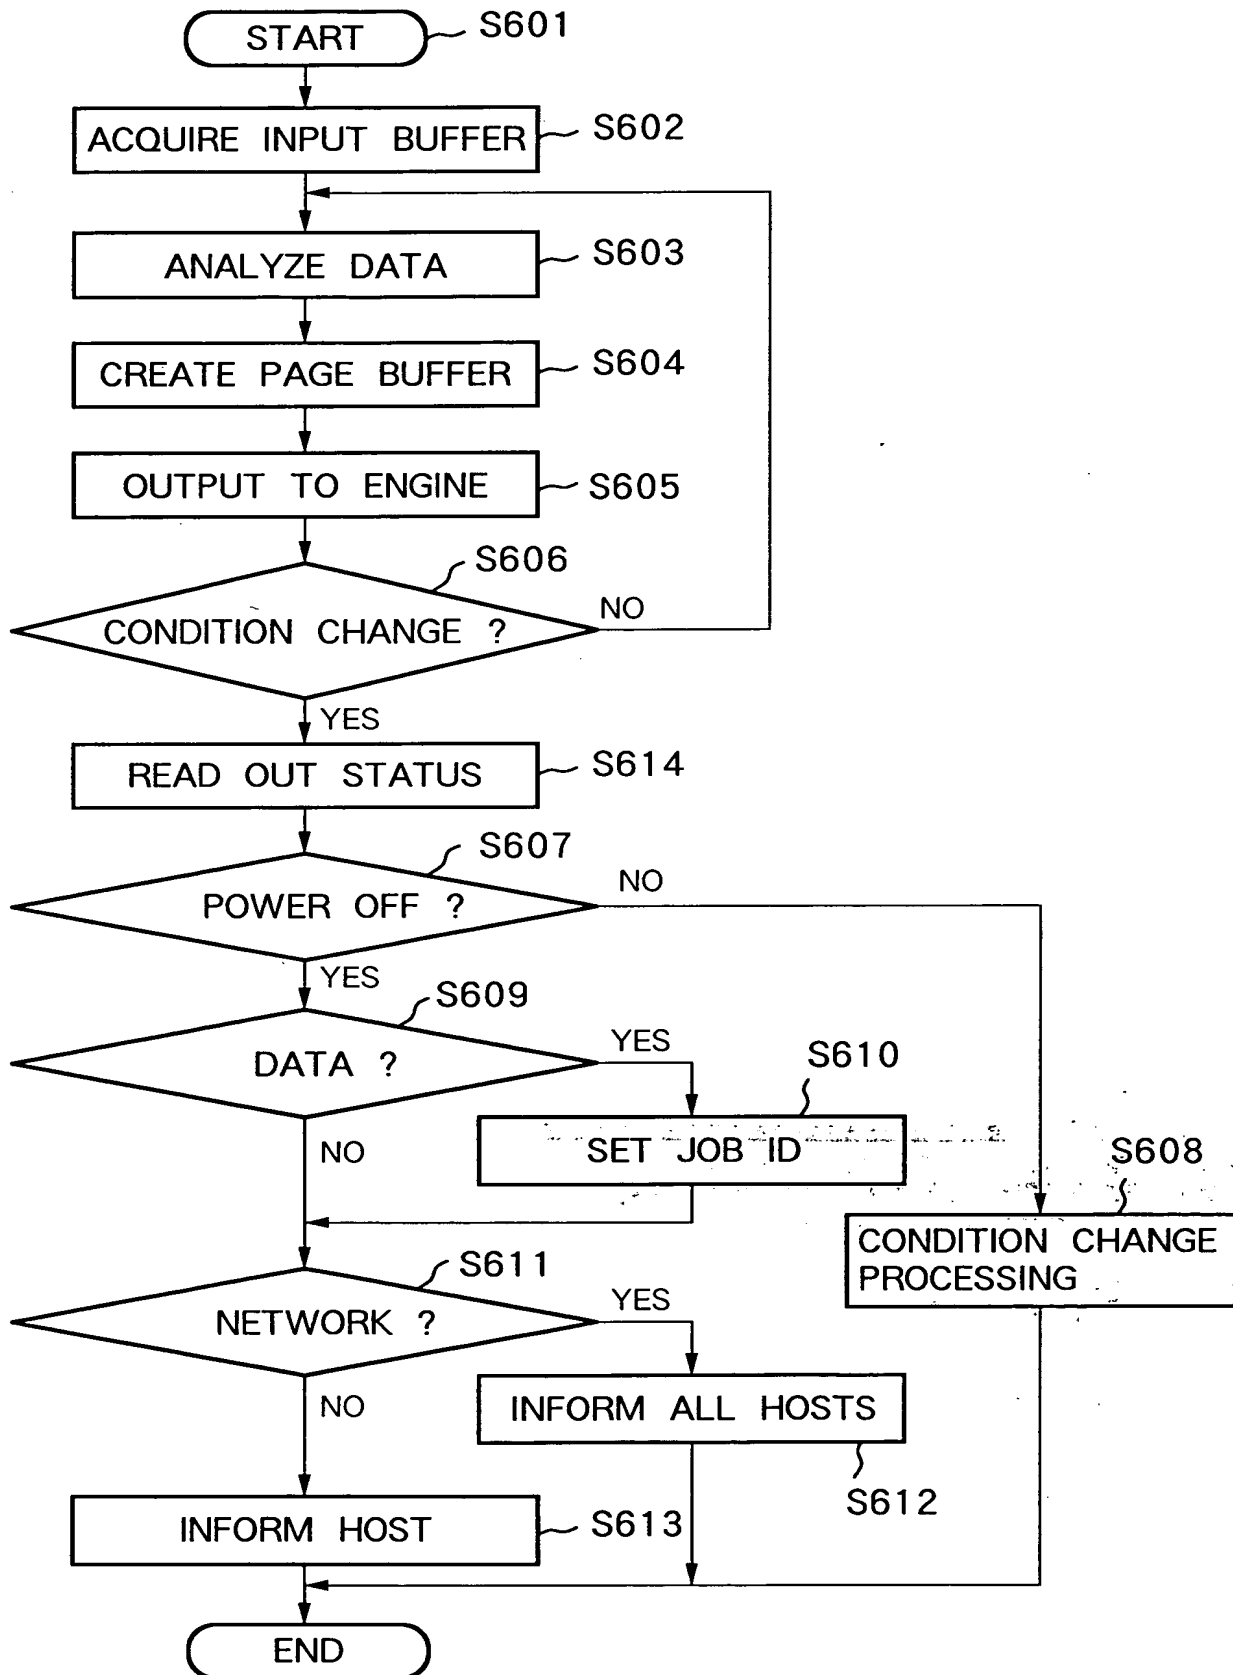 START
S601
ACQUIRE INPUT BUFFER
S602
ANALYZE DATA
S603
CREATE PAGE BUFFER
S604
OUTPUT TO ENGINE
S605
S606
CONDITION CHANGE ?
NO
YES
READ OUT STATUS
S614
S607
POWER OFF ?
NO
YES
S609
DATA ?
YES
S610
NO
SET JOB ID
S608
CONDITION CHANGE
PROCESSING
S611
NETWORK ?
YES
NO
INFORM ALL HOSTS
S612
INFORM HOST
S613
END